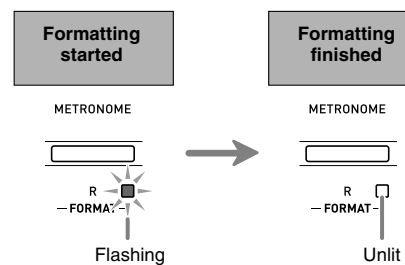 Formatting
started
METRONOME
R
FORMAT
Flashing
Formatting
finished
METRONOME
R
FORMAT
Unlit